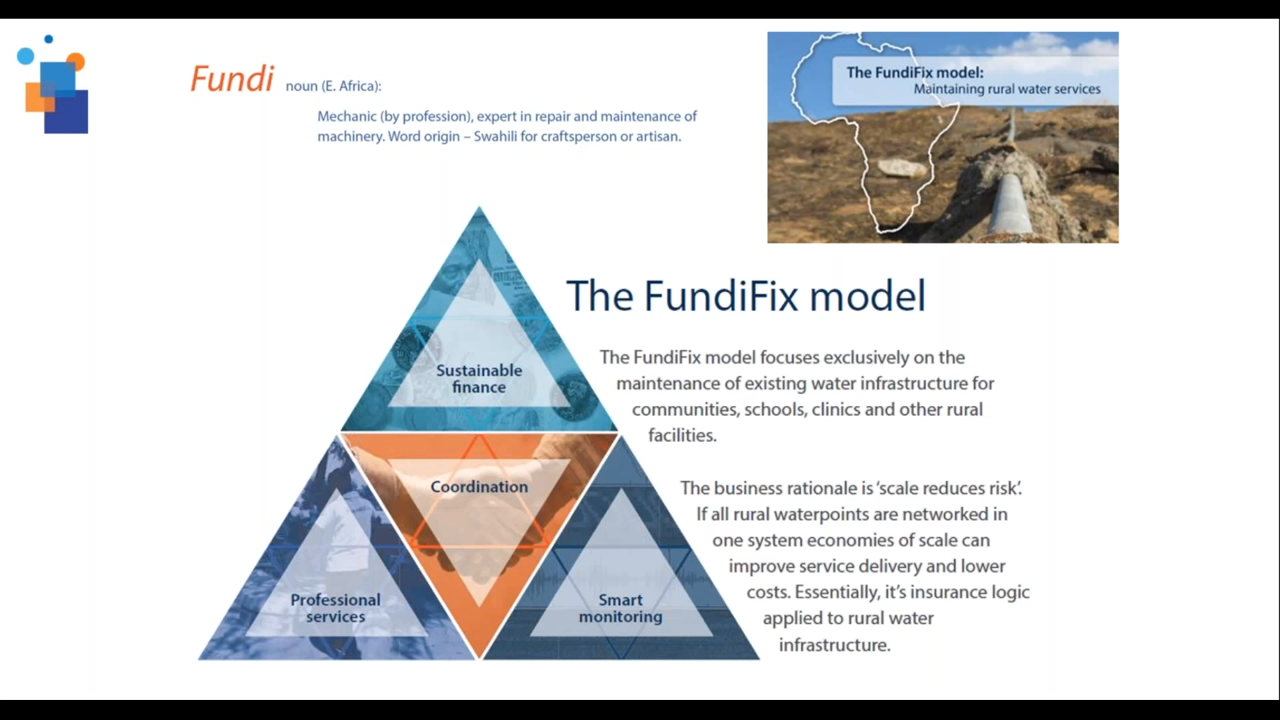 Fundi noun (E. Africa):
Mechanic (by profession), expert in repair and maintenance of
machinery. Word origin – Swahili for craftsperson or artisan.
The FundiFix model:
Maintaining rural water services
The FundiFix model
The FundiFix model focuses exclusively on the
maintenance of existing water infrastructure for
communities, schools, clinics and other rural
facilities.
The business rationale is ‘scale reduces risk’.
If all rural waterpoints are networked in
one system economies of scale can
improve service delivery and lower
costs. Essentially, it’s insurance logic
applied to rural water
infrastructure.
Sustainable
finance
Coordination
Professional
services
Smart
monitoring